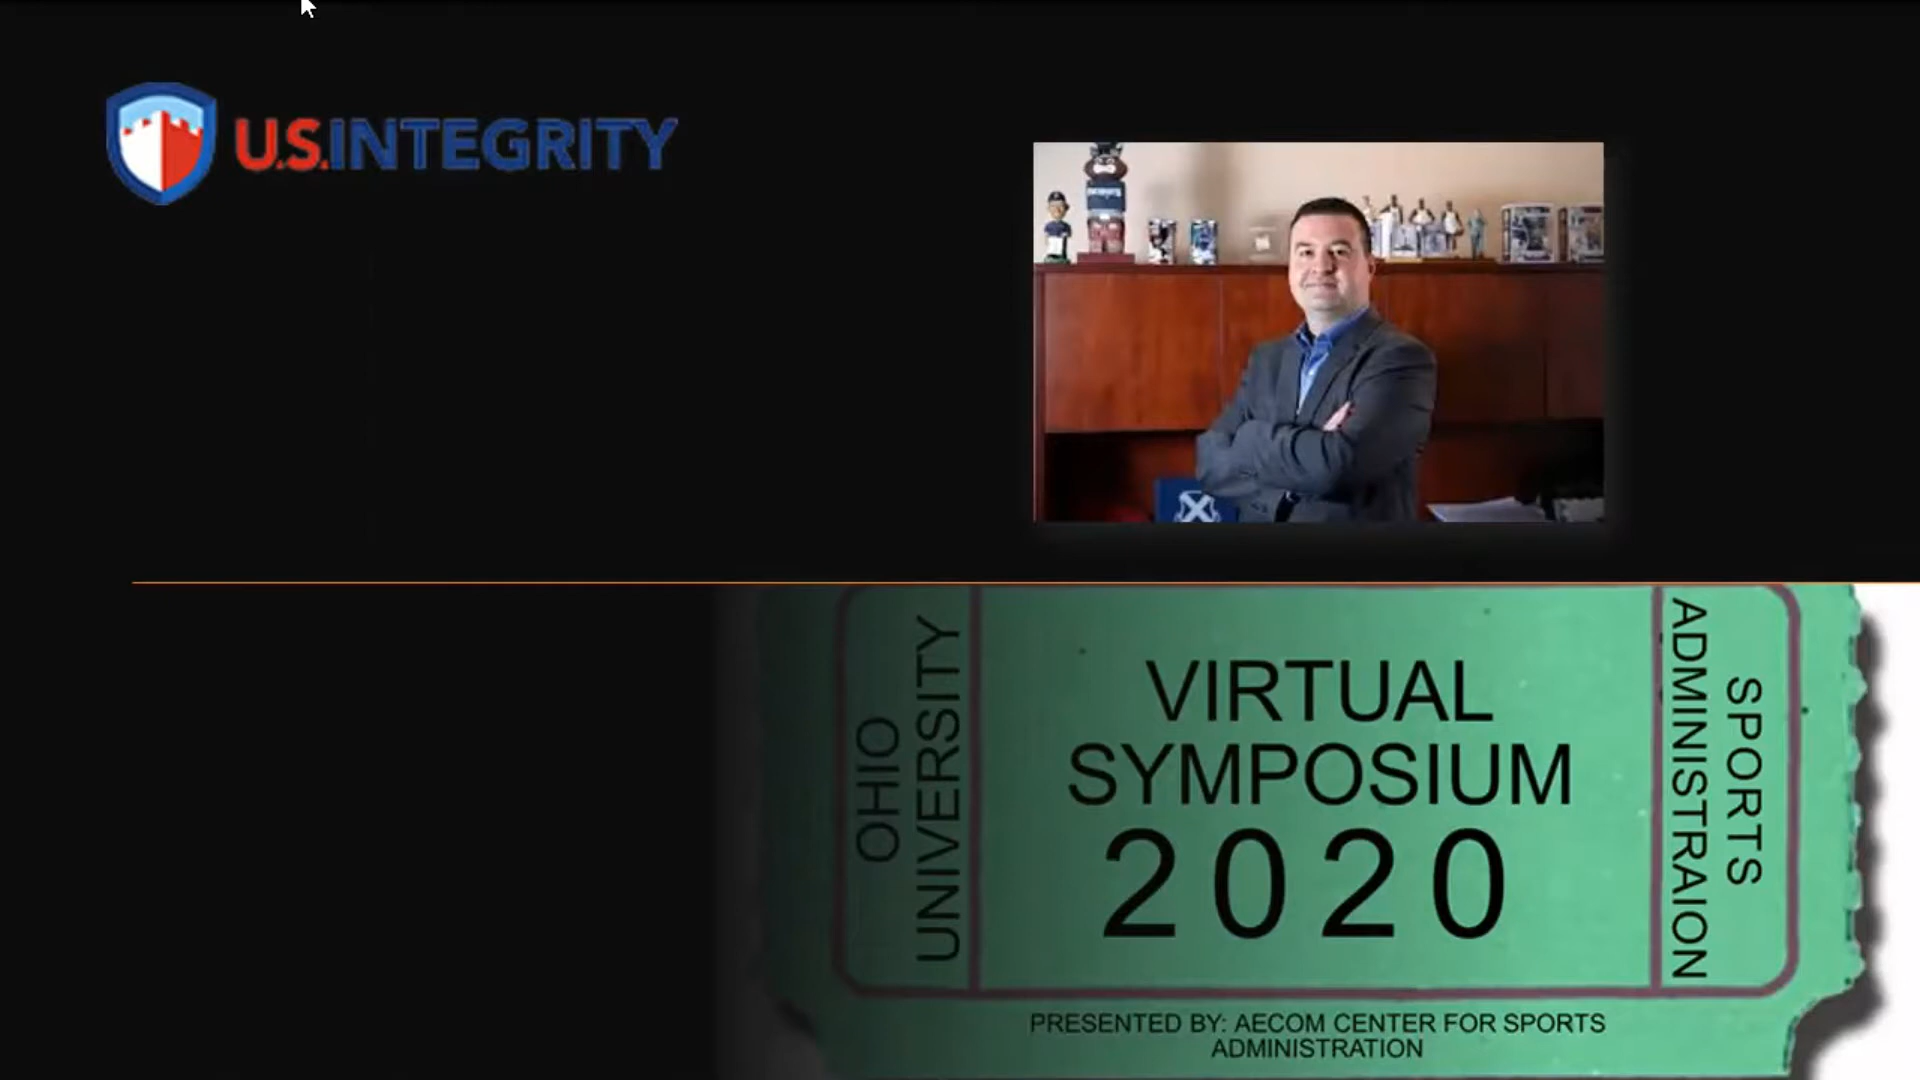 U.S.INTEGRITY
OHIO
UNIVERSITY
VIRTUAL
SYMPOSIUM
2020
SPORTS
ADMINISTRAION
PRESENTED BY: AECOM CENTER FOR SPORTS
ADMINISTRATION